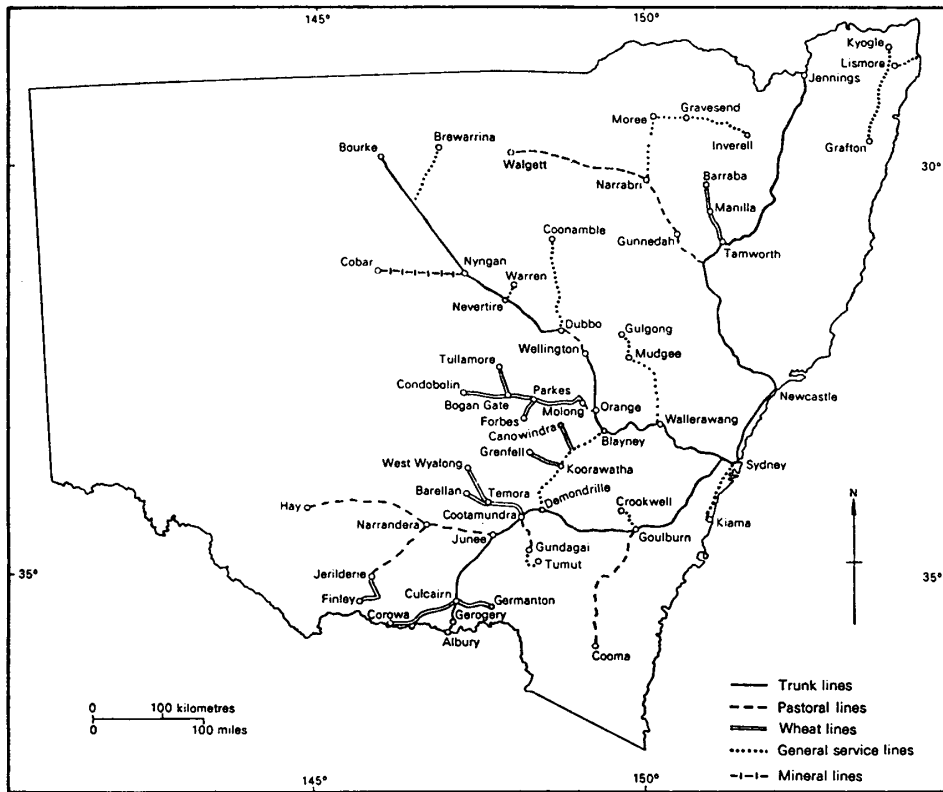 145°
150°
Kyogle
Lismore
Jennings
Gravesend
Moree
Inverell
Grafton
Brewarrina
Bourke
Walgett
30°
Narrabri
Barraba
Manilla
Coonamble
Gunnedah
Tamworth
Cobar
Nyngan
Warren
Nevertire
Dubbo
Gulgong
Wellington
Mudgee
Tullamore
Condobolin
Parkes
Newcastle
Bogan Gate
Molong
Orange
Forbes
Wallerawang
Canowindra
Blayney
Grenfell
Sydney
West Wyalong
Koorawatha
Barellan
Temora
Demondrille
Crookwell
N
Hay
Cootamundra
Narrandera
Kiama
Junee
Goulburn
Gundagai
Tumut
35°
Jerilderie
35°
Finley
Culcairn
Germanton
Corowa
Gerogery
Albury
Cooma
Trunk lines
0 100 kilometres
Pastoral lines
0 100 miles
Wheat lines
General service lines
Mineral lines
145°
150°